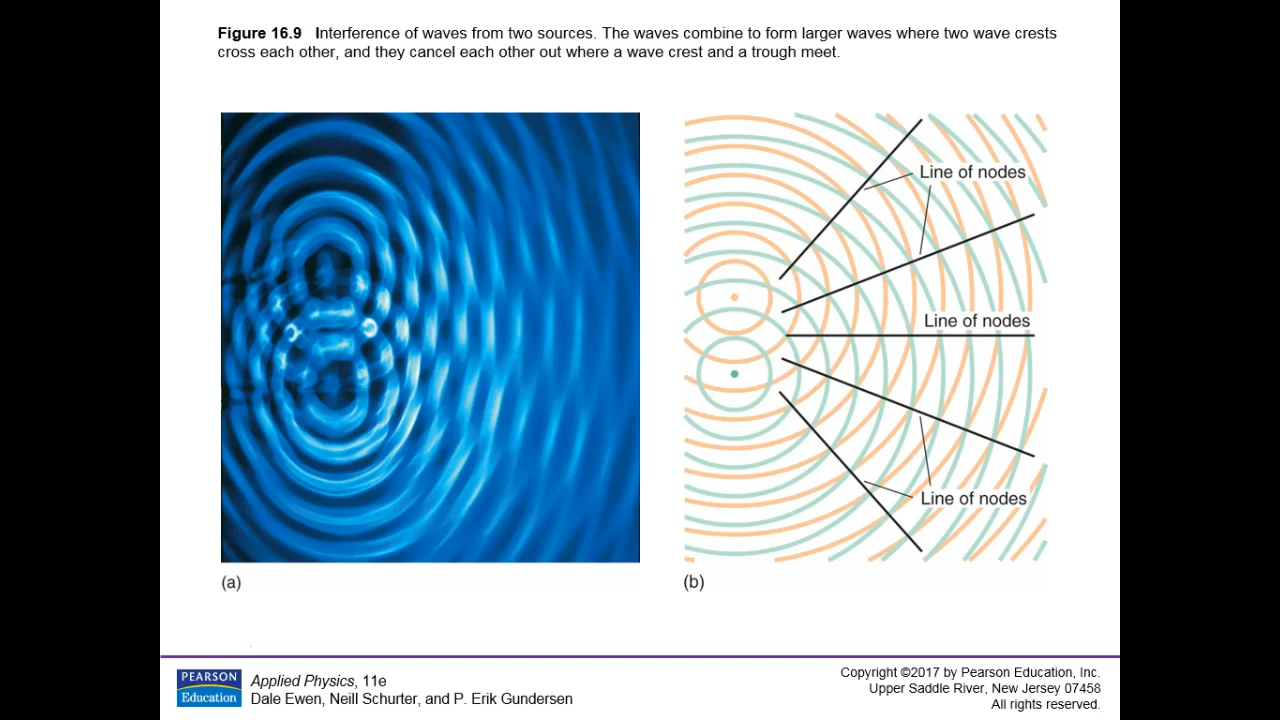 Figure 16.9 Interference of waves from two sources. The waves combine to form larger waves where two wave crests
cross each other, and they cancel each other out where a wave crest and a trough meet.
Line of nodes
Line of nodes
Line of nodes
(a)
(b)
PEARSON
Education
Applied Physics, 11e
Dale Ewen, Neill Schurter, and P. Erik Gundersen
Copyright ©2017 by Pearson Education, Inc.
Upper Saddle River, New Jersey 07458
All rights reserved.